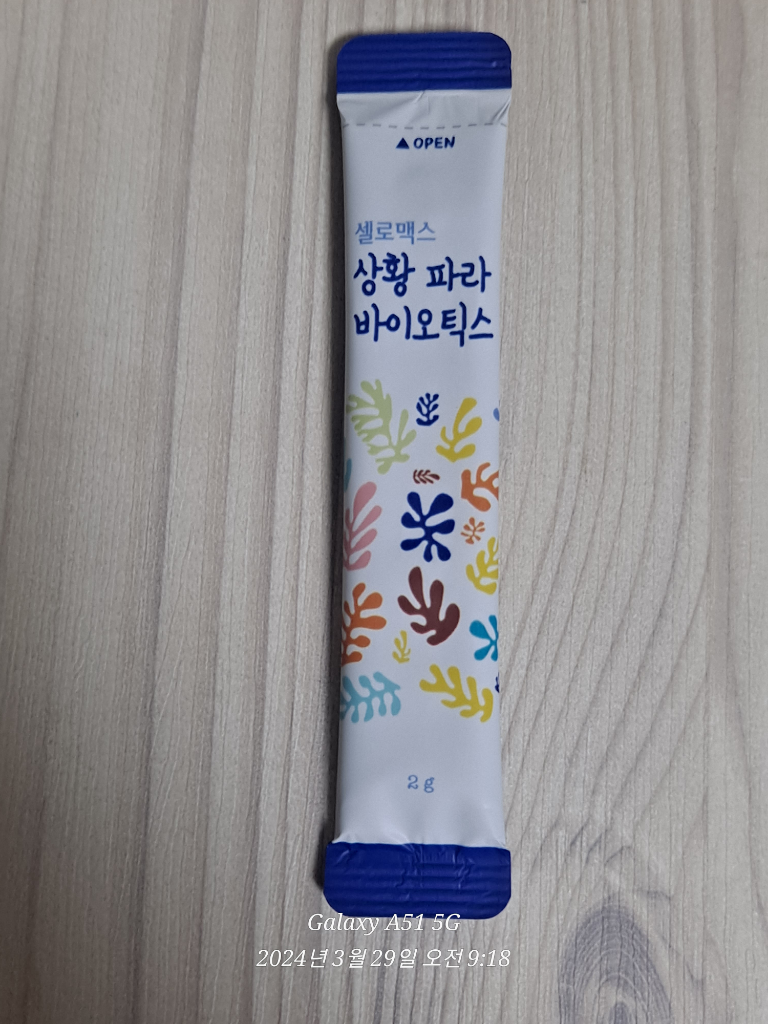 ▲ OPEN
셀로맥스
상황 파라
바이오틱스
2 g
Galaxy A51 5G
2024년 3월 29일 오전 9:18